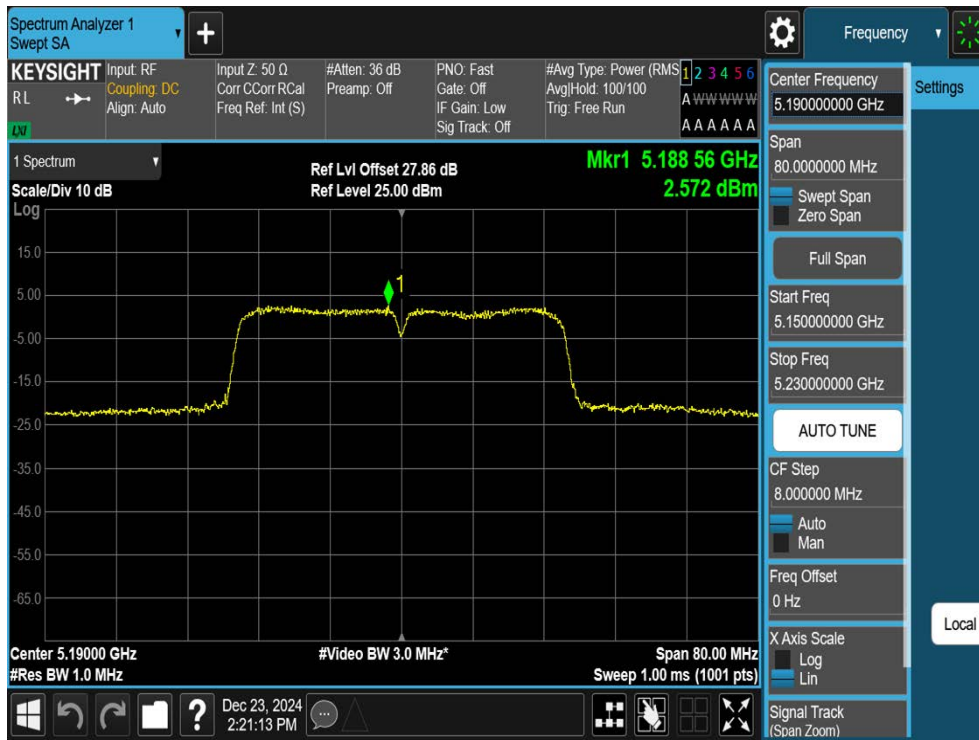 Spectrum Analyzer 1
Swept SA
+
Frequency
KEYSIGHT
R L
LXI
Input: RF
Coupling: DC
Align: Auto
Input Z: 50 Ω
Corr CCorr RCal
Freq Ref: Int (S)
#Atten: 36 dB
Preamp: Off
PNO: Fast
Gate: Off
IF Gain: Low
Sig Track: Off
#Avg Type: Power (RMS
Avg|Hold: 100/100
Trig: Free Run
1 2 3 4 5 6
A W W W W W
A A A A A A
1 Spectrum
Scale/Div 10 dB
Log
Ref Lvl Offset 27.86 dB
Ref Level 25.00 dBm
Mkr1 5.188 56 GHz
2.572 dBm
15.0
5.00
-5.00
-15.0
-25.0
-35.0
-45.0
-55.0
-65.0
1
Center 5.19000 GHz
#Res BW 1.0 MHz
#Video BW 3.0 MHz*
Span 80.00 MHz
Sweep 1.00 ms (1001 pts)
?
Dec 23, 2024
2:21:13 PM
Center Frequency
5.190000000 GHz
Span
80.0000000 MHz
Swept Span
Zero Span
Full Span
Start Freq
5.150000000 GHz
Stop Freq
5.230000000 GHz
AUTO TUNE
CF Step
8.000000 MHz
Auto
Man
Freq Offset
0 Hz
X Axis Scale
Log
Lin
Signal Track
(Span Zoom)
Settings
Local